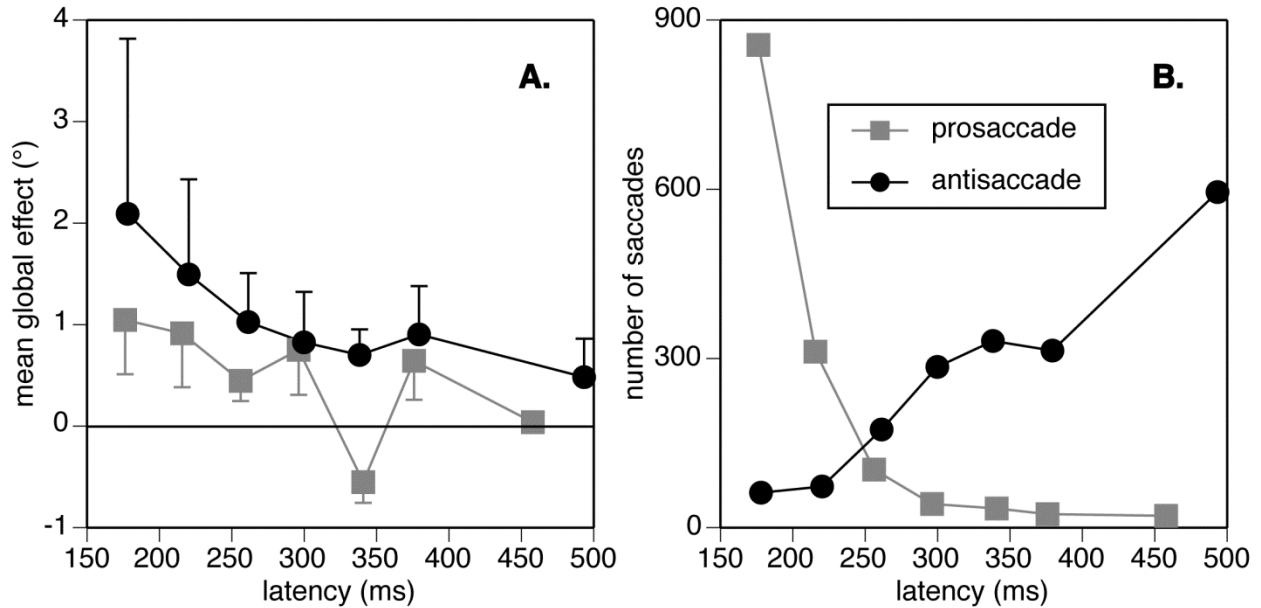 A.
mean global effect (°)
4
3
2
1
0
-1
150 200 250 300 350 400 450 500
latency (ms)
B.
prosaccade
antisaccade
number of saccades
900
600
300
0
150 200 250 300 350 400 450 500
latency (ms)